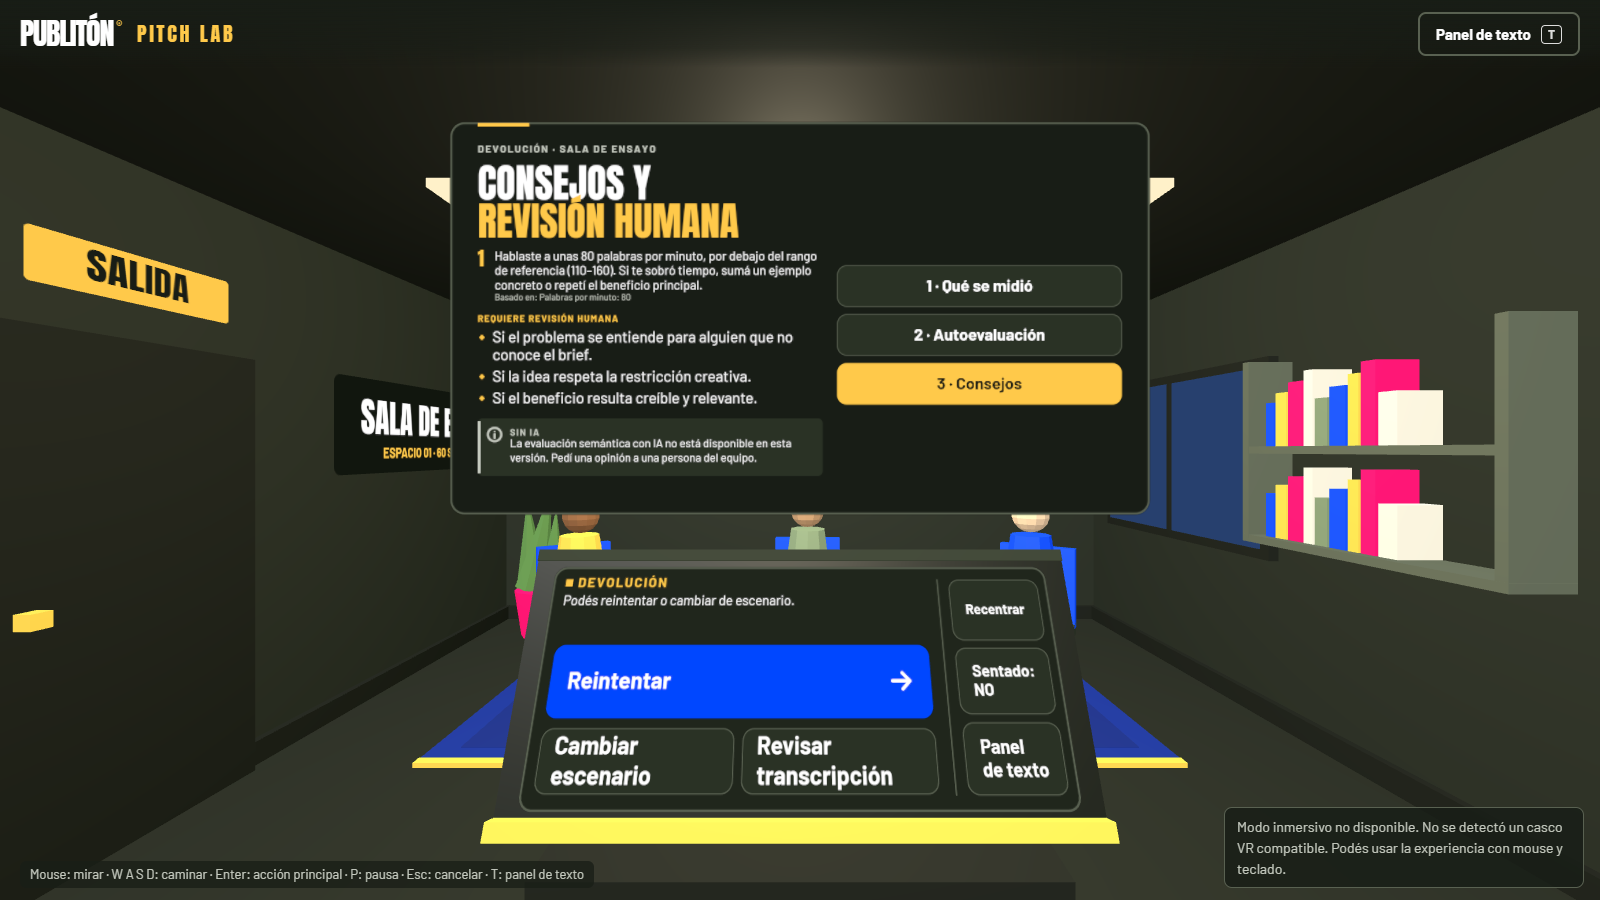 PUBLITÓN PITCH LAB
Panel de texto T
DEVOLUCIÓN · SALA DE ENSAYO
CONSEJOS Y
REVISIÓN HUMANA
1 Hablaste a unas 80 palabras por minuto, por debajo del rango
de referencia (110–160). Si te sobró tiempo, sumá un ejemplo
concreto o repetí el beneficio principal.
Basado en: Palabras por minuto: 80
REQUIERE REVISIÓN HUMANA
• Si el problema se entiende para alguien que no
conoce el brief.
• Si la idea respeta la restricción creativa.
• Si el beneficio resulta creíble y relevante.
SIN IA
La evaluación semántica con IA no está disponible en esta
versión. Pedí una opinión a una persona del equipo.
1 · Qué se midió
2 · Autoevaluación
3 · Consejos
SALIDA
SALA DE
ESPACIO 01 · 60
DEVOLUCIÓN
Podés reintentar o cambiar de escenario.
Reintentar →
Cambiar
escenario
Revisar
transcripción
Recentrar
Sentado:
NO
Panel
de texto
Mouse: mirar · W A S D: caminar · Enter: acción principal · P: pausa · Esc: cancelar · T: panel de texto
Modo inmersivo no disponible. No se detectó un casco
VR compatible. Podés usar la experiencia con mouse y
teclado.